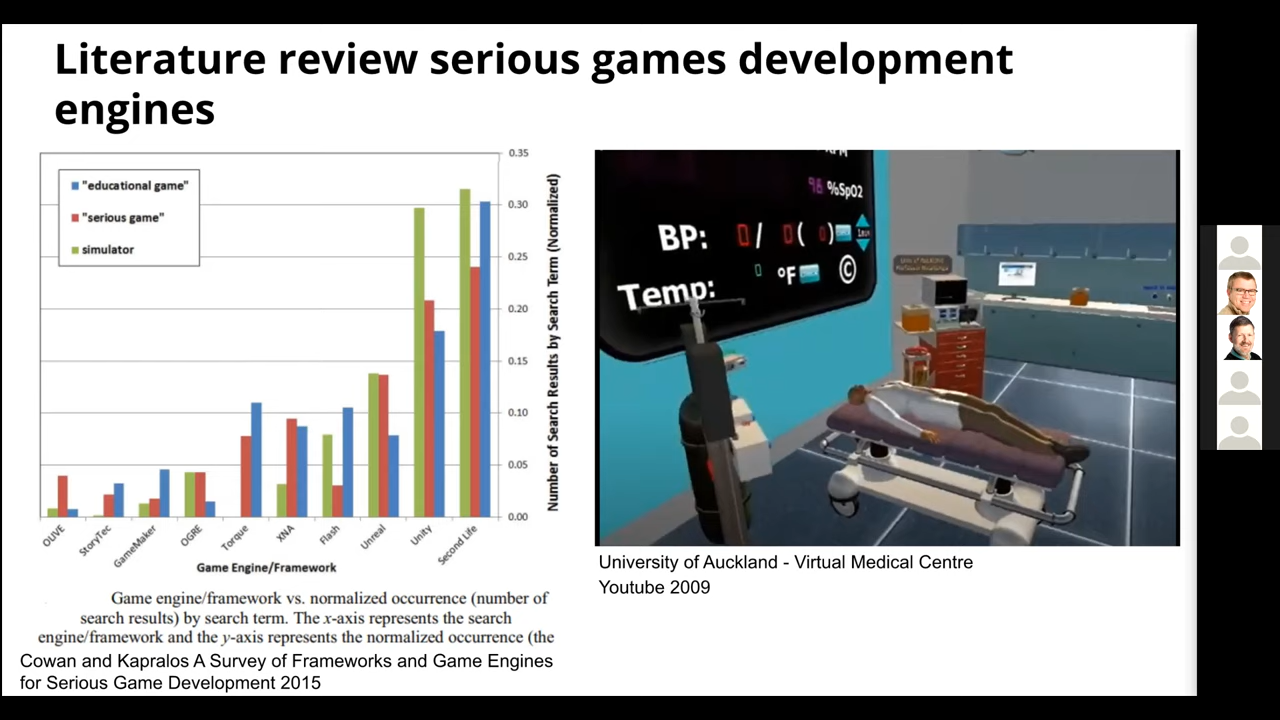 Literature review serious games development
engines
0.35
0.30
0.25
0.20
0.15
0.10
0.05
0.00
"educational game"
"serious game"
simulator
Number of Search Results by Search Term (Normalized)
OLIVE
StoryTec
GameMaker
OGRE
Torque
XNA
Flash
Unreal
Unity
Second Life
Game Engine/Framework
Game engine/framework vs. normalized occurrence (number of
search results) by search term. The x-axis represents the search
engine/framework and the y-axis represents the normalized occurrence (the
Cowan and Kapralos A Survey of Frameworks and Game Engines
for Serious Game Development 2015
98 %SpO2
BP: 0/ 0( 0)
Temp: 0 °F ©
University of Auckland - Virtual Medical Centre
Youtube 2009